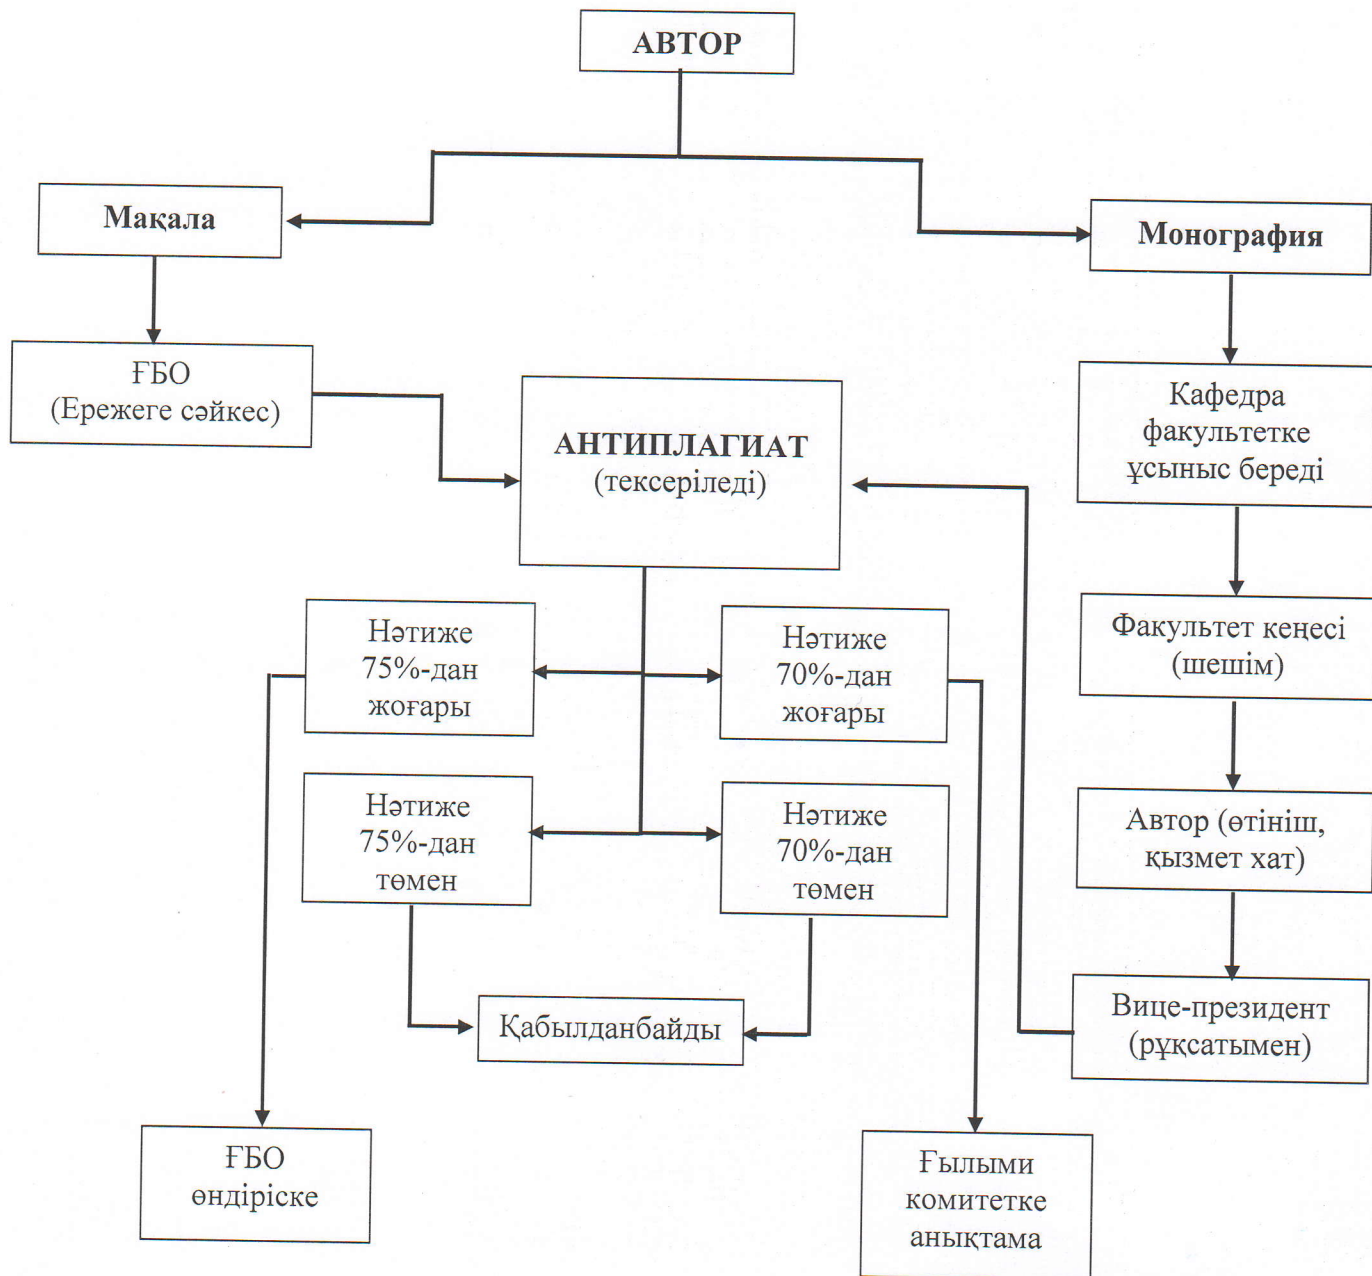 АВТОР
Мақала
Монография
ҒБО
(Ережеге сәйкес)
АНТИПЛАГИАТ
(тексеріледі)
Кафедра
факультетке
ұсыныс береді
Нәтиже
75%-дан
жоғары
Нәтиже
70%-дан
жоғары
Факультет кеңесі
(шешім)
Нәтиже
75%-дан
төмен
Нәтиже
70%-дан
төмен
Автор (өтініш,
қызмет хат)
Қабылданбайды
Вице-президент
(рұқсатымен)
ҒБО
өндіріске
Ғылыми
комитетке
анықтама